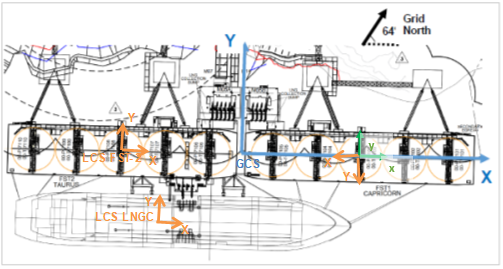 Grid
North
64'
Y
Y
LCS FST2
X
GCS
X
Y
y
x
X
FST2
TAURUS
FST1
CAPRICORN
Y
LCS LNGC
X